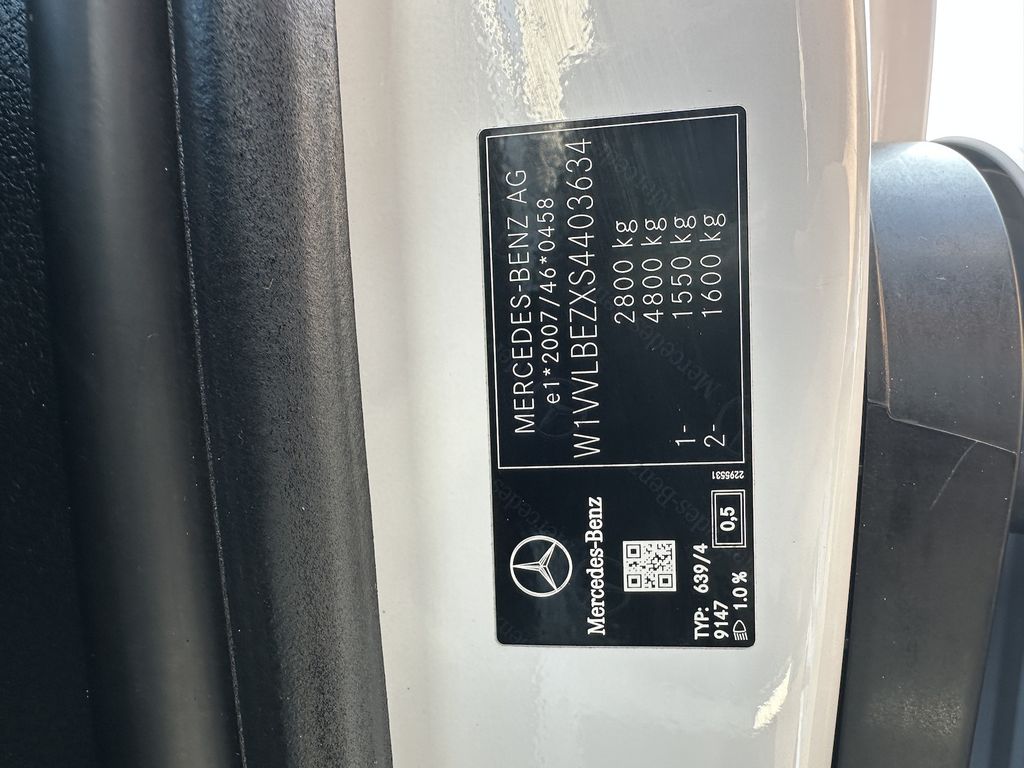 MERCEDES-BENZ AG
e1*2007/46*0458
W1VVLBEZXS4403634
2800 kg
4800 kg
1- 1550 kg
2- 1600 kg
2295531
Mercedes-Benz
TYP: 639/4
9147
1.0 %
0,5